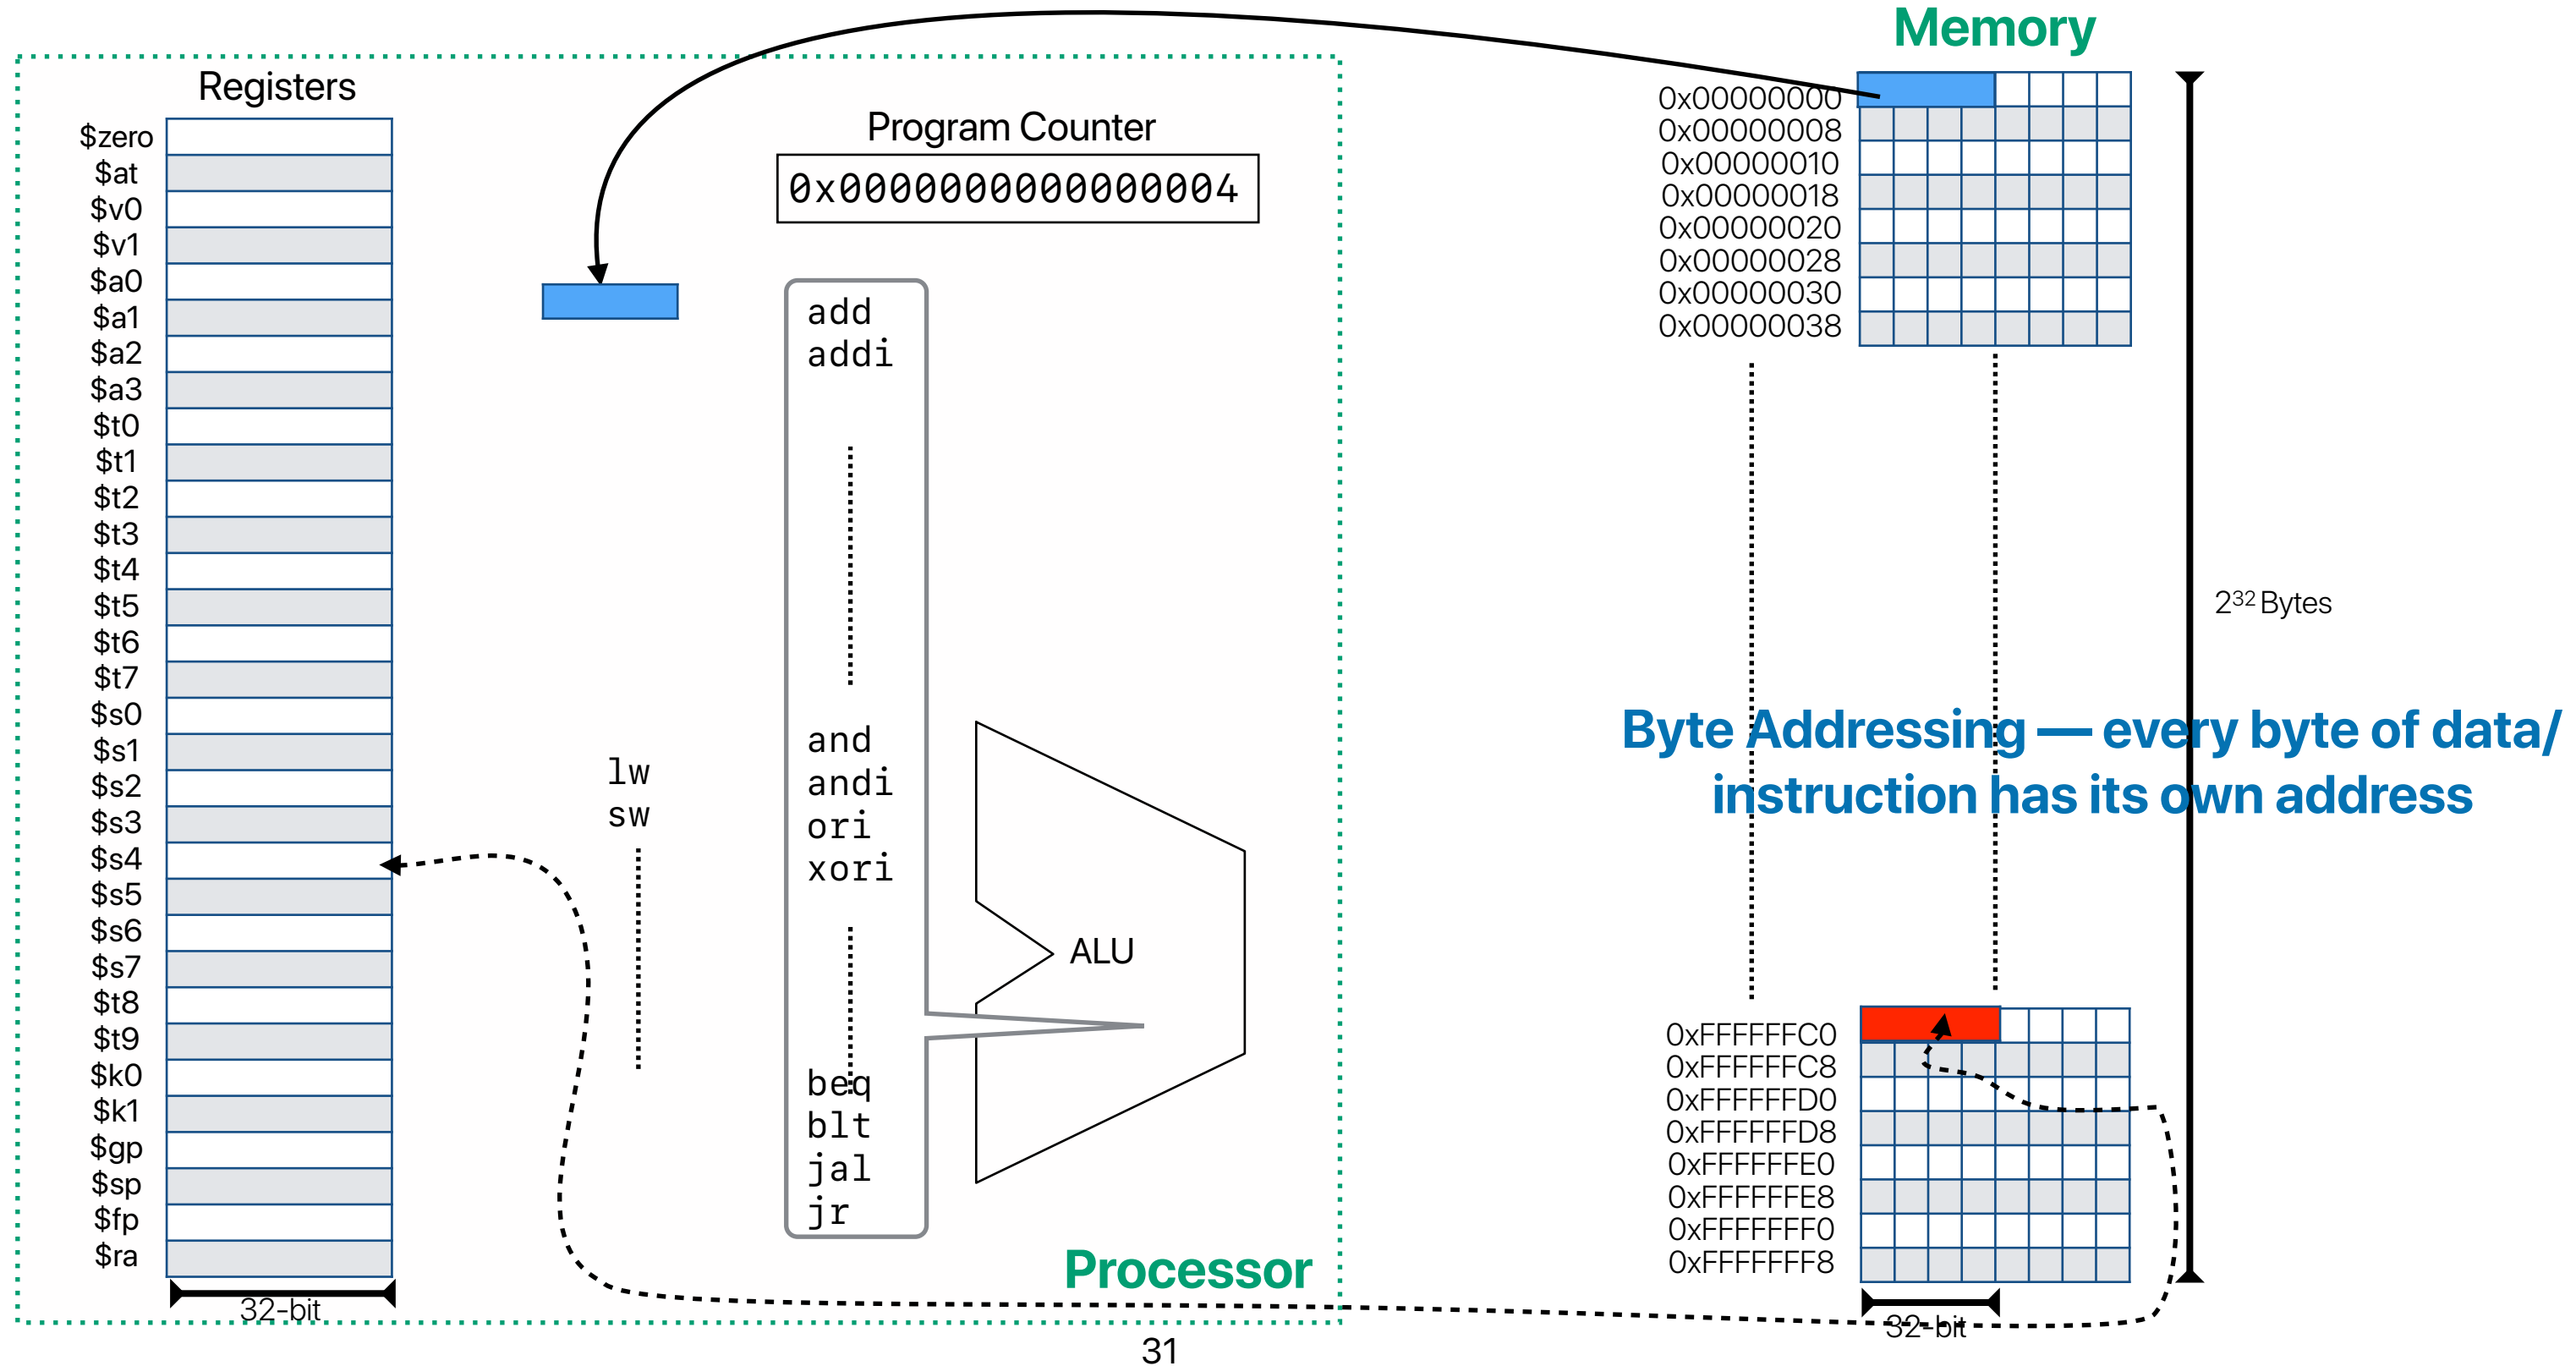 Memory
Registers
$zero
$at
$v0
$v1
$a0
$a1
$a2
$a3
$t0
$t1
$t2
$t3
$t4
$t5
$t6
$t7
$s0
$s1
$s2
$s3
$s4
$s5
$s6
$s7
$t8
$t9
$k0
$k1
$gp
$sp
$fp
$ra
32-bit
Program Counter
0x0000000000000004
lw
sw
add
addi
and
andi
ori
xori
beq
blt
jal
jr
ALU
Processor
0x00000000
0x00000008
0x00000010
0x00000018
0x00000020
0x00000028
0x00000030
0x00000038
2³² Bytes
Byte Addressing — every byte of data/
instruction has its own address
0xFFFFFFC0
0xFFFFFFC8
0xFFFFFFD0
0xFFFFFFD8
0xFFFFFFE0
0xFFFFFFE8
0xFFFFFFF0
0xFFFFFFF8
32-bit
31